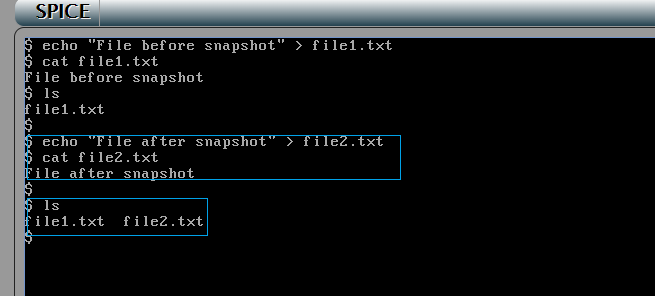 SPICE
$ echo "File before snapshot" > file1.txt
$ cat file1.txt
File before snapshot
$ ls
file1.txt
$
$ echo "File after snapshot" > file2.txt
$ cat file2.txt
File after snapshot
$
$ ls
file1.txt  file2.txt
$